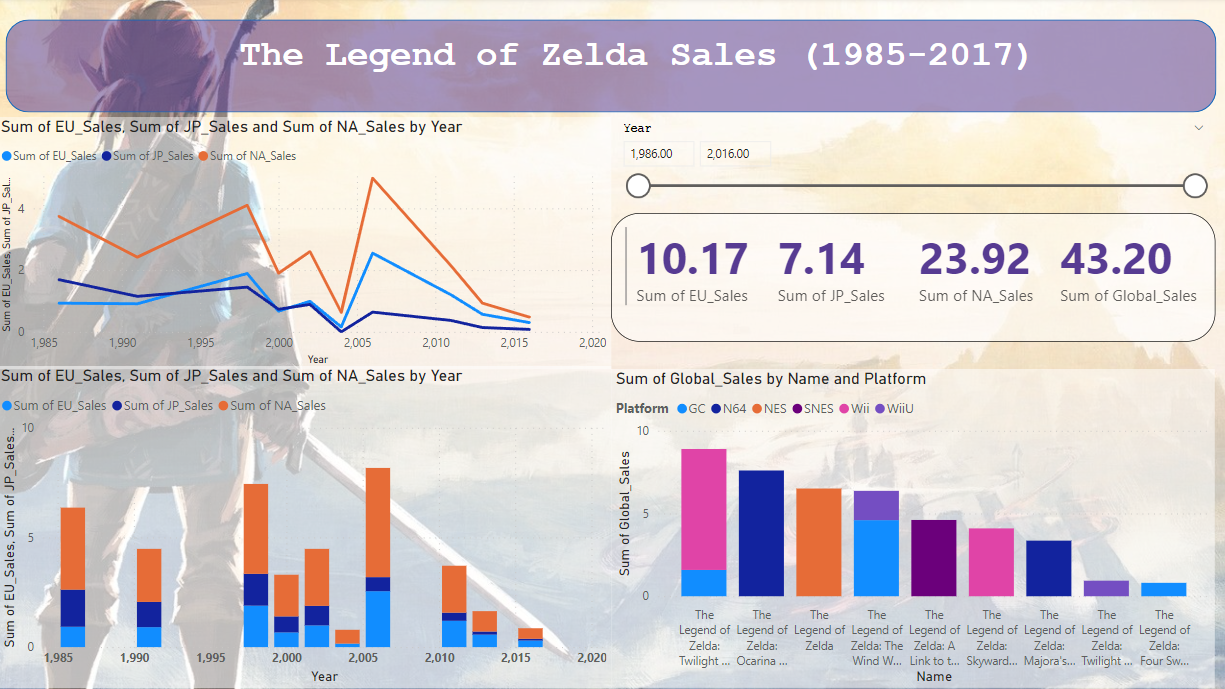 The Legend of Zelda Sales (1985-2017)
Sum of EU_Sales, Sum of JP_Sales and Sum of NA_Sales by Year
Sum of EU_Sales Sum of JP_Sales Sum of NA_Sales
Sum of EU_Sales, Sum of JP_Sal...
4
2
0
1,985 1,990 1,995 2,000 2,005 2,010 2,015 2,020
Year
Year
1,986.00 2,016.00
10.17 7.14 23.92 43.20
Sum of EU_Sales Sum of JP_Sales Sum of NA_Sales Sum of Global_Sales
Sum of EU_Sales, Sum of JP_Sales and Sum of NA_Sales by Year
Sum of EU_Sales Sum of JP_Sales Sum of NA_Sales
Sum of EU_Sales, Sum of JP_Sales...
10
5
0
1,985 1,990 1,995 2,000 2,005 2,010 2,015 2,020
Year
Sum of Global_Sales by Name and Platform
Platform GC N64 NES SNES Wii WiiU
Sum of Global_Sales
10
5
0
The The The The The The The The The
Legend of Legend of Legend of Legend of Legend of Legend of Legend of Legend of Legend of
Zelda: Zelda: Zelda Zelda: The Zelda: A Zelda: Zelda: Zelda: Zelda:
Twilight ... Ocarina ... Wind W... Link to t... Skyward... Majora's... Twilight ... Four Sw...
Name